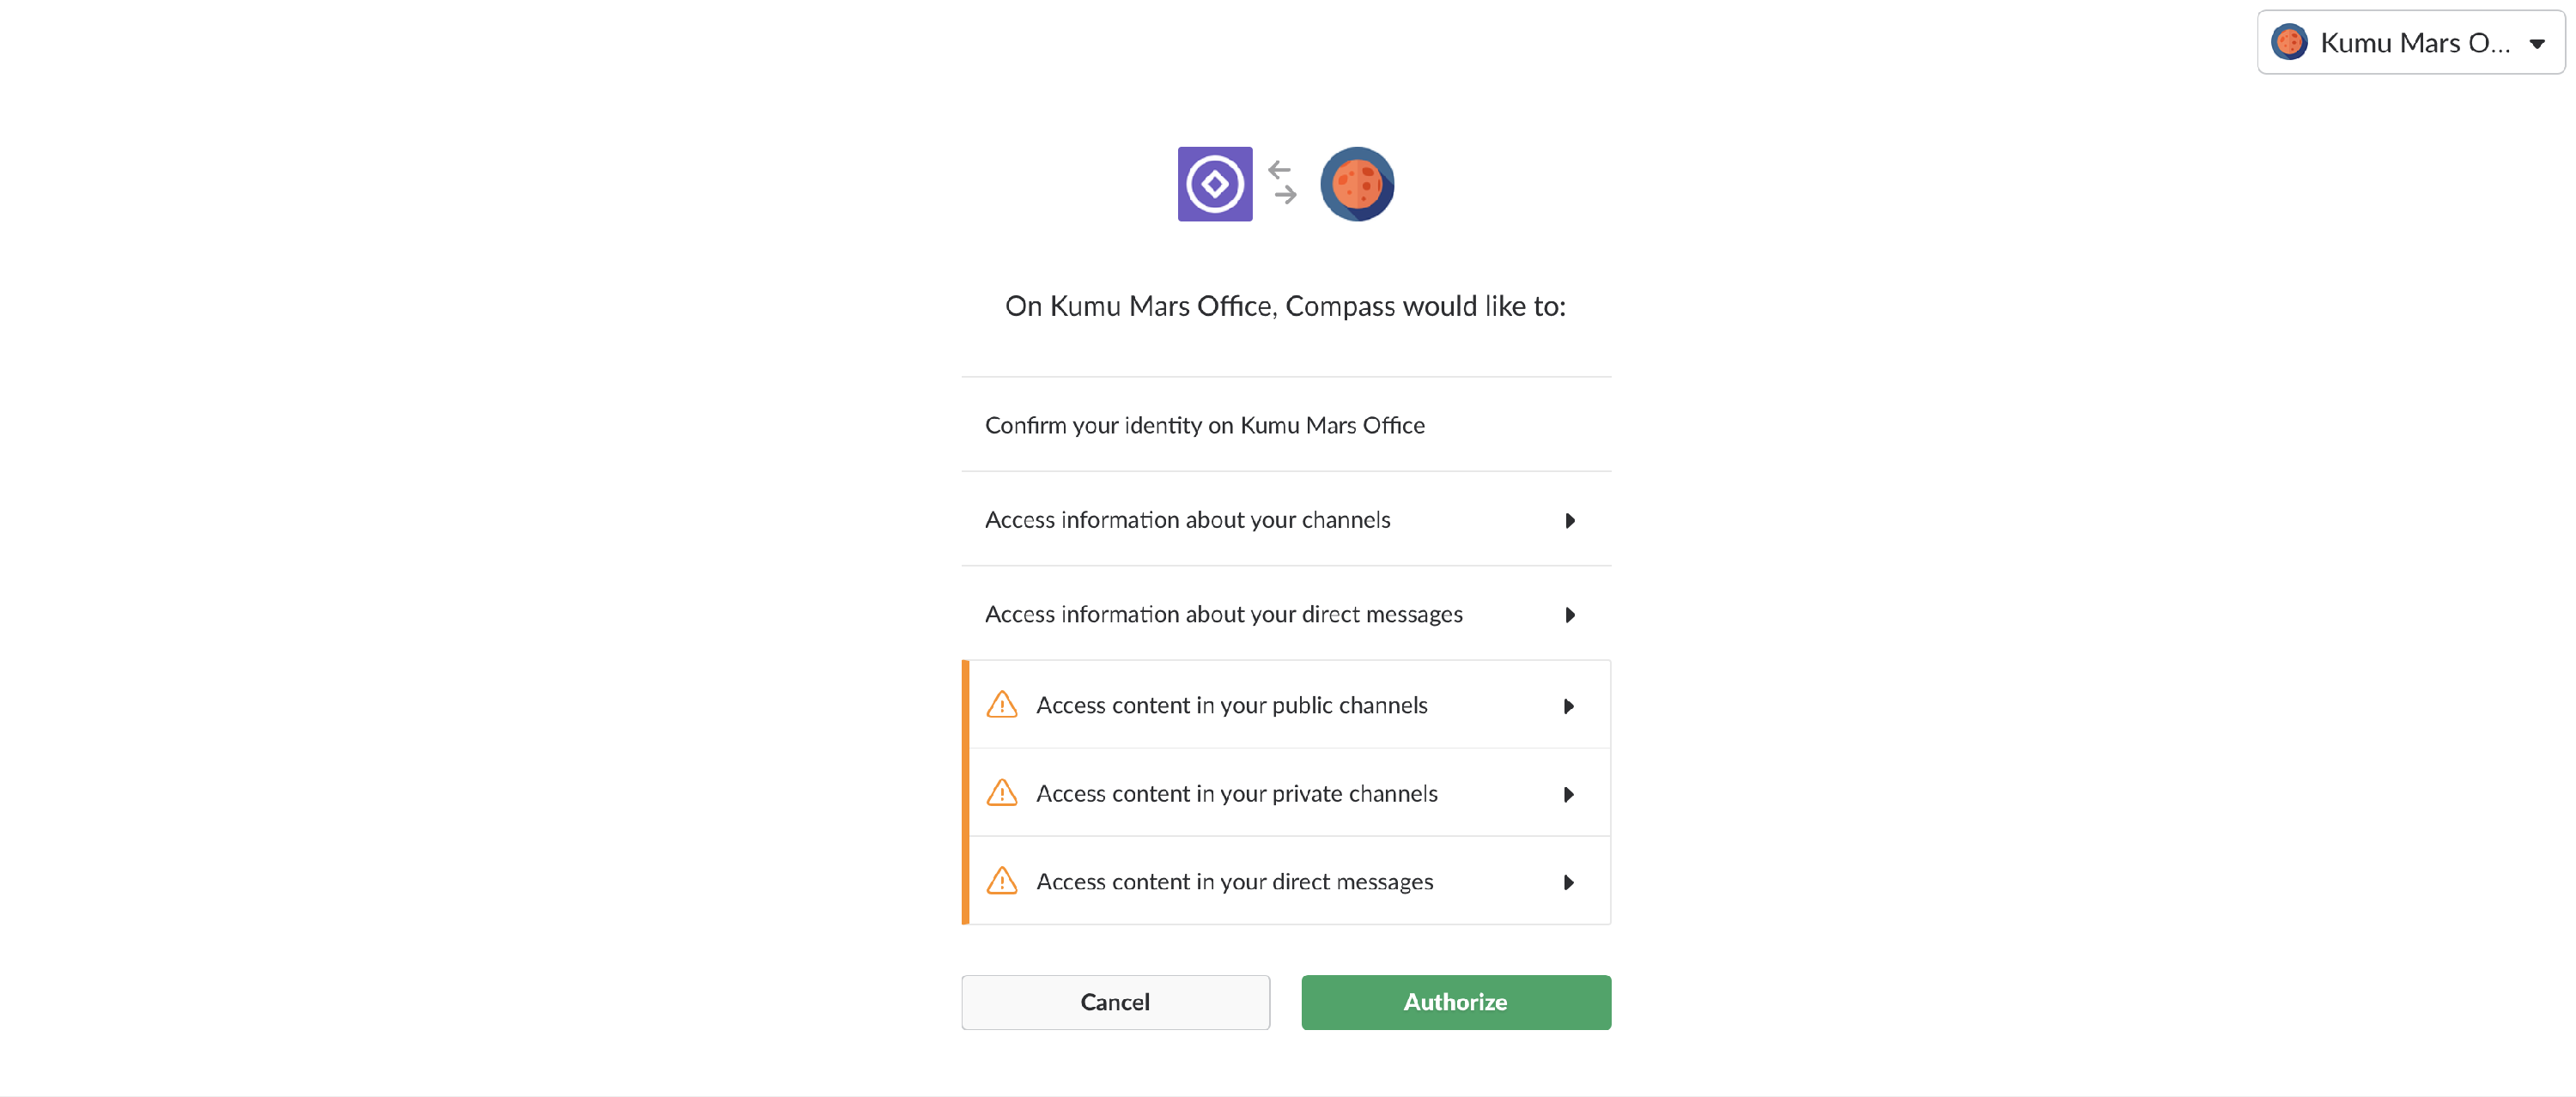 Kumu Mars O...
On Kumu Mars Office, Compass would like to:
Confirm your identity on Kumu Mars Office
Access information about your channels
Access information about your direct messages
Access content in your public channels
Access content in your private channels
Access content in your direct messages
Cancel
Authorize